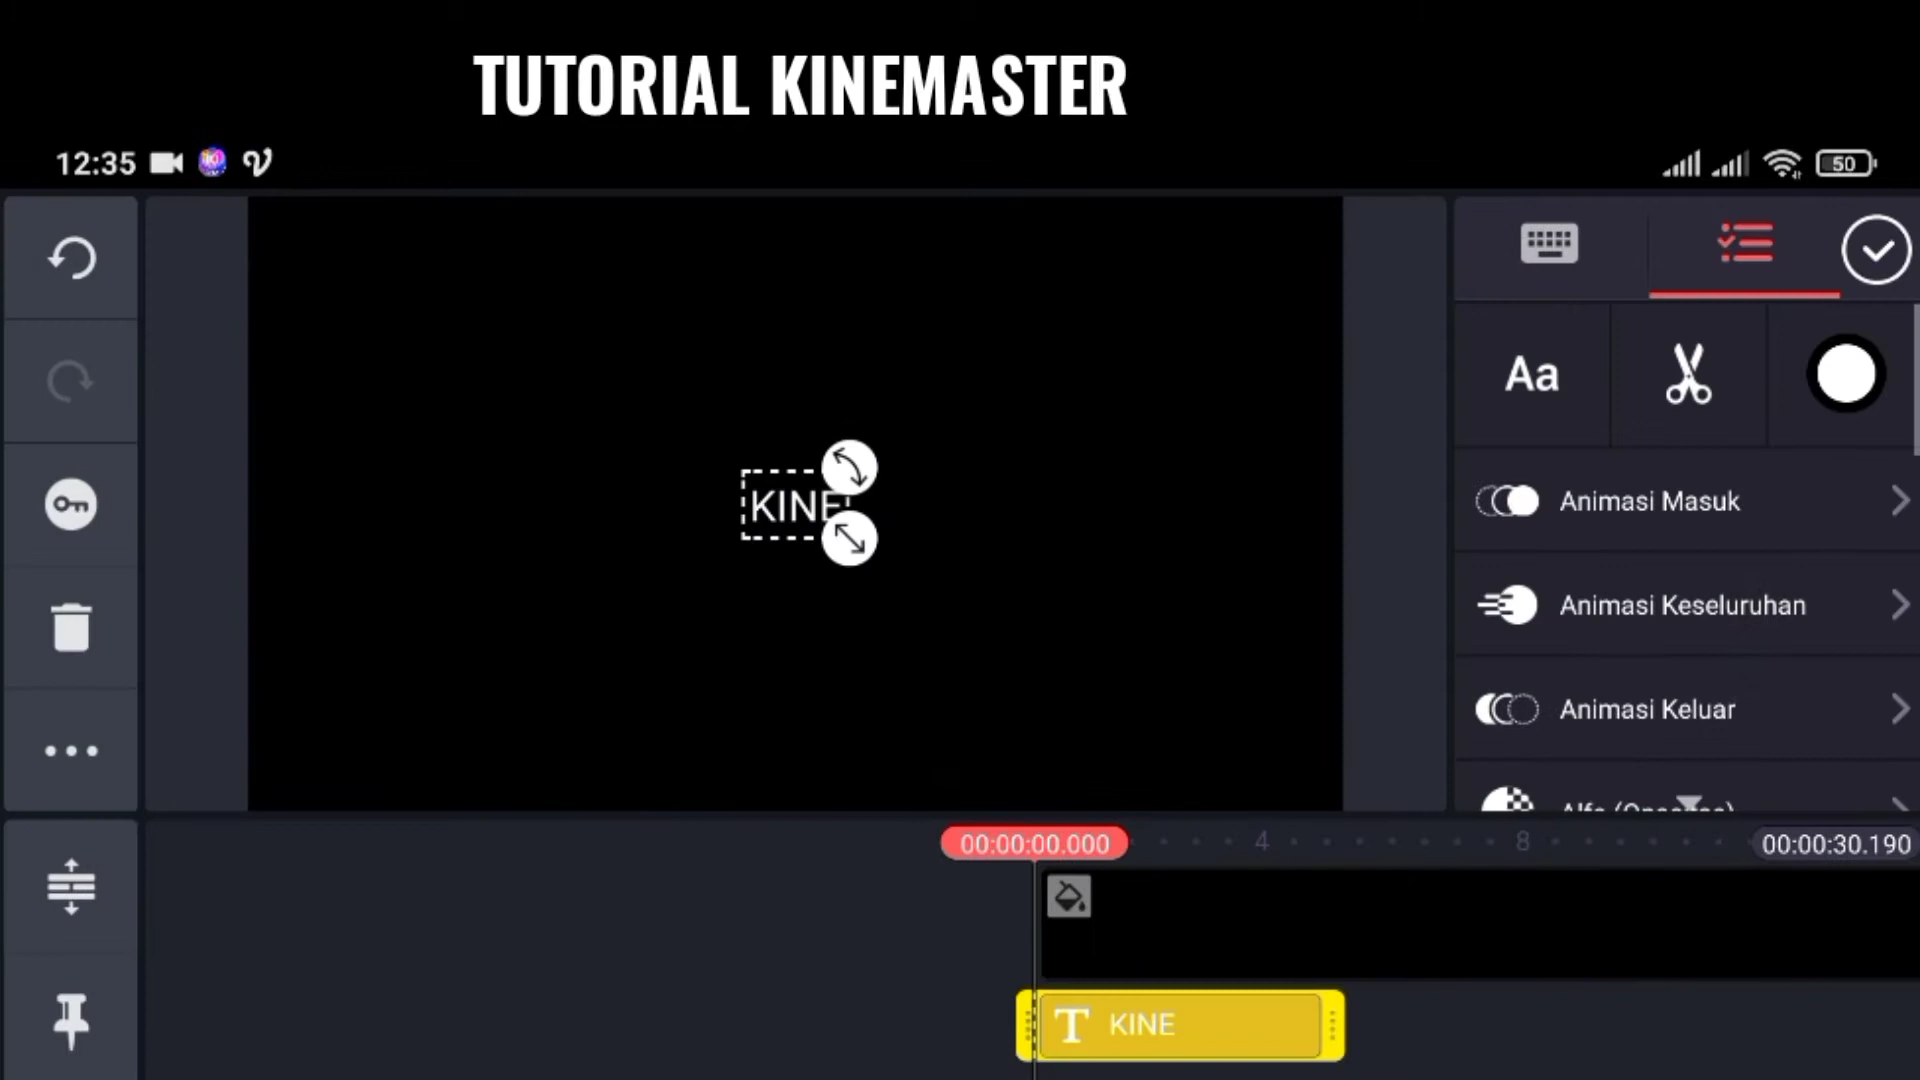 TUTORIAL KINEMASTER
12:35
50
KINE
Aa
Animasi Masuk
Animasi Keseluruhan
Animasi Keluar
00:00:00.000
4
8
00:00:30.190
T KINE